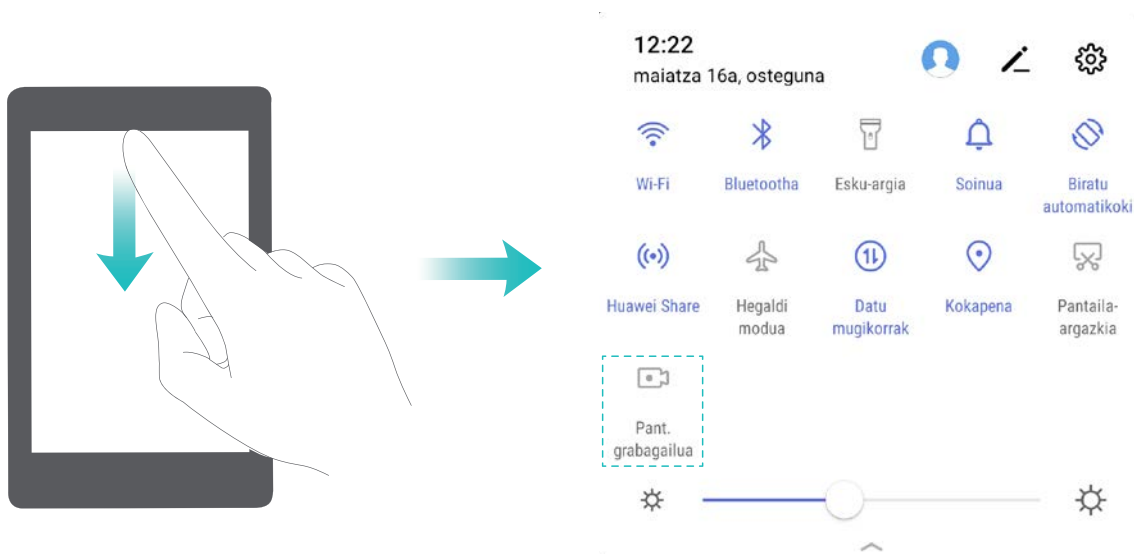 12:22
maiatza 16a, osteguna
Wi-Fi
Bluetootha
Esku-argia
Soinua
Biratu
automatikoki
Huawei Share
Hegaldi
modua
Datu
mugikorrak
Kokapena
Pantaila-
argazkia
Pant.
grabagailua